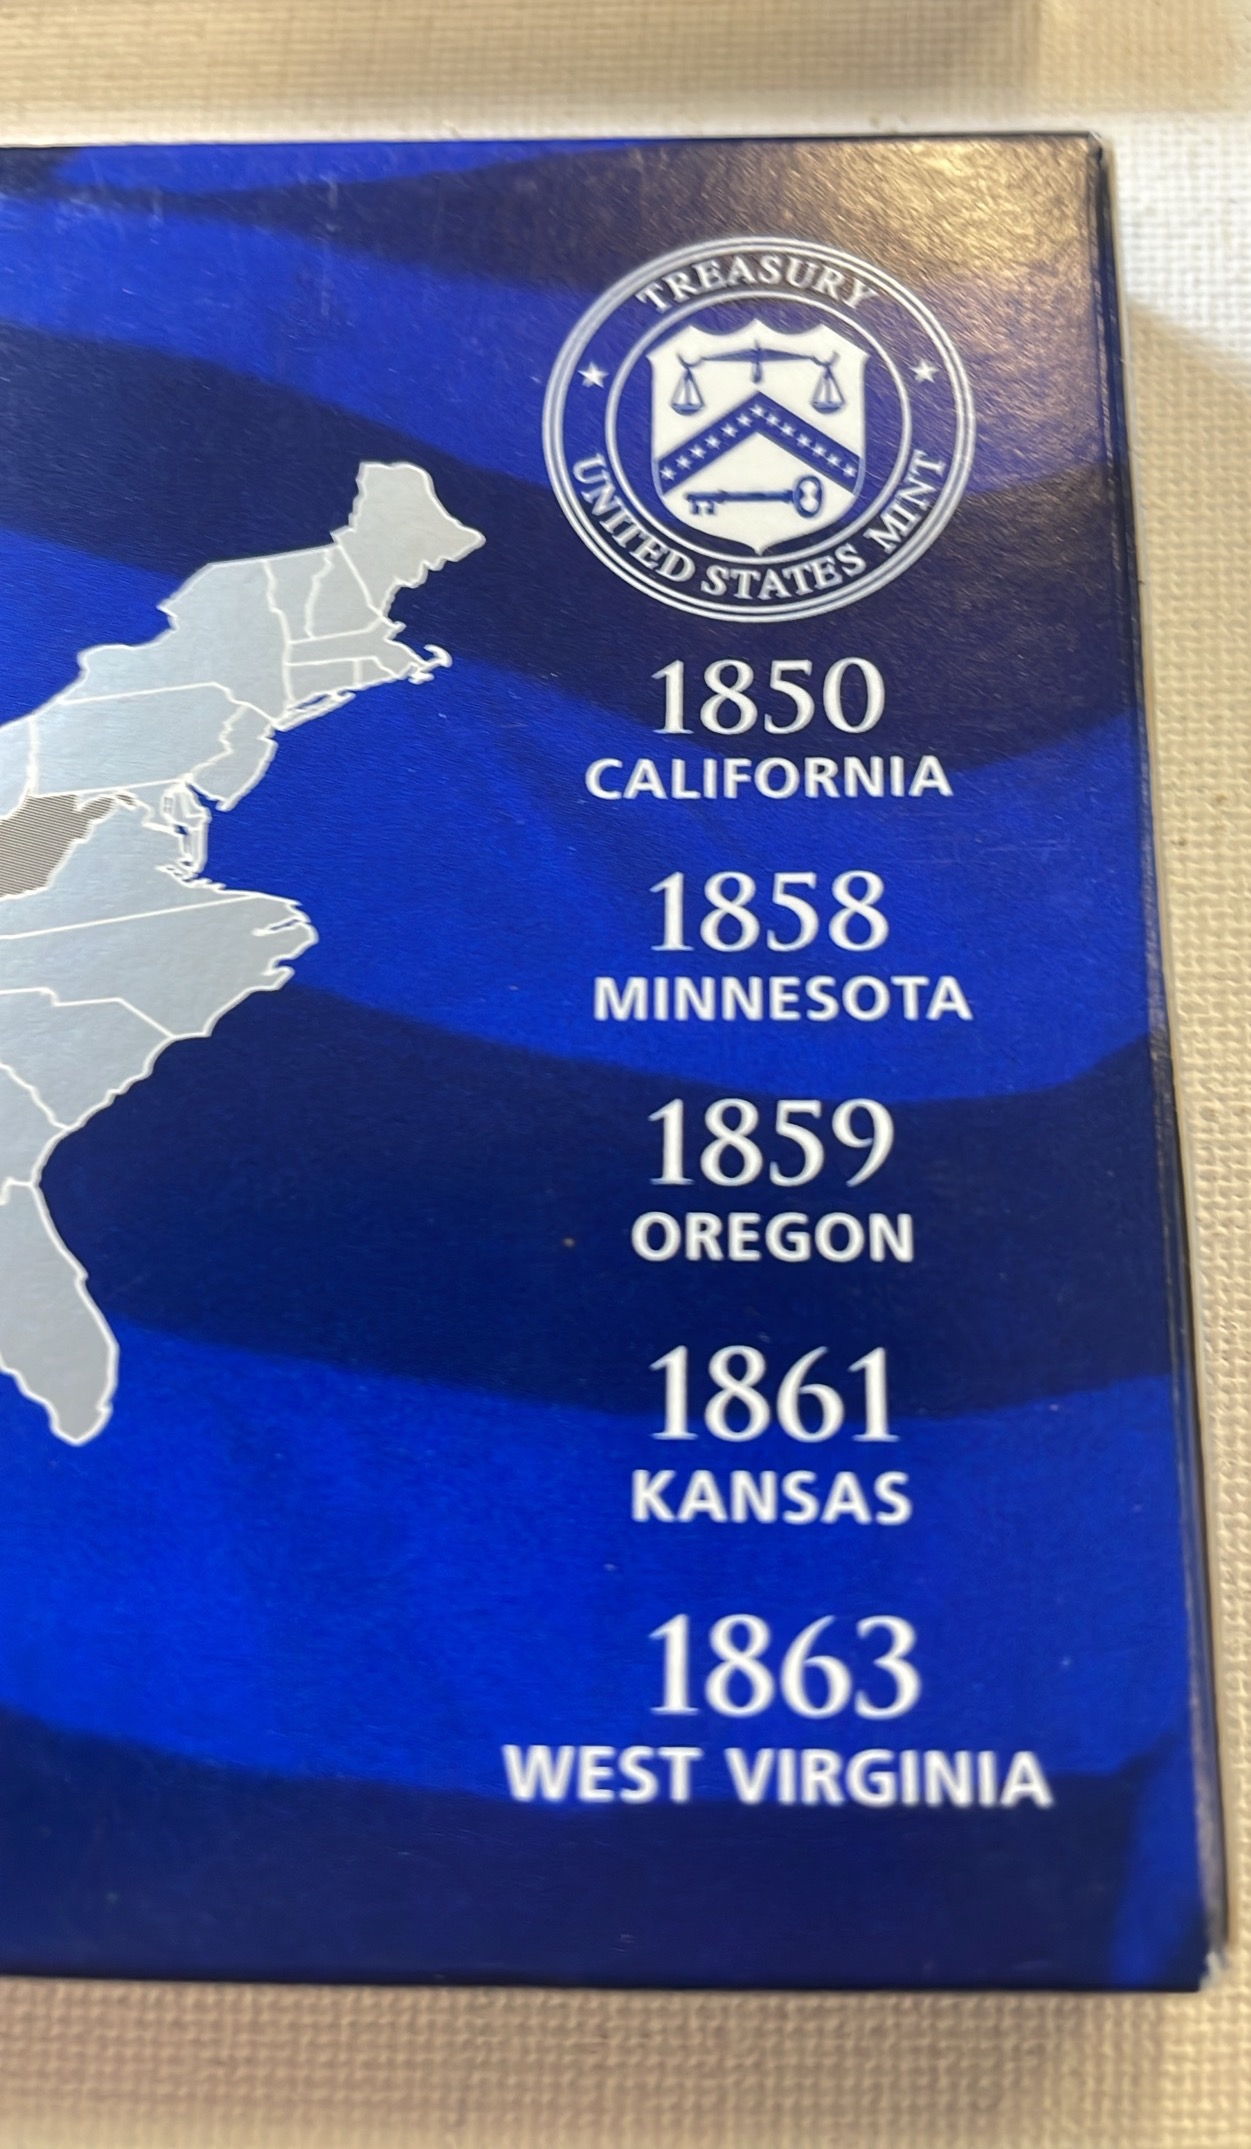 TREASURY
UNITED STATES MINT
1850
CALIFORNIA
1858
MINNESOTA
1859
OREGON
1861
KANSAS
1863
WEST VIRGINIA